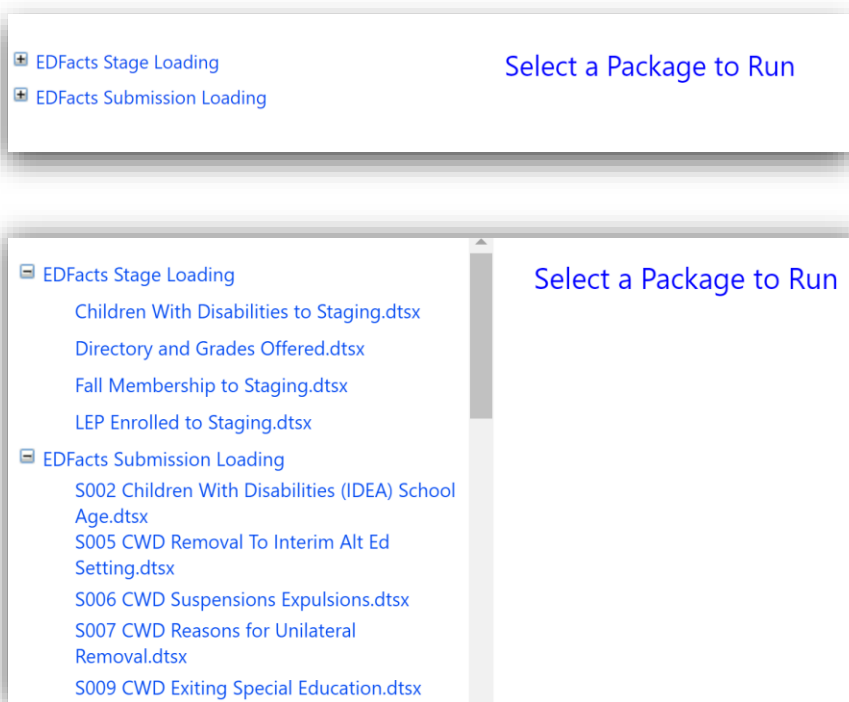 EDFacts Stage Loading
Select a Package to Run
EDFacts Submission Loading
EDFacts Stage Loading
Select a Package to Run
Children With Disabilities to Staging.dtsx
Directory and Grades Offered.dtsx
Fall Membership to Staging.dtsx
LEP Enrolled to Staging.dtsx
EDFacts Submission Loading
S002 Children With Disabilities (IDEA) School
Age.dtsx
S005 CWD Removal To Interim Alt Ed
Setting.dtsx
S006 CWD Suspensions Expulsions.dtsx
S007 CWD Reasons for Unilateral
Removal.dtsx
S009 CWD Exiting Special Education.dtsx